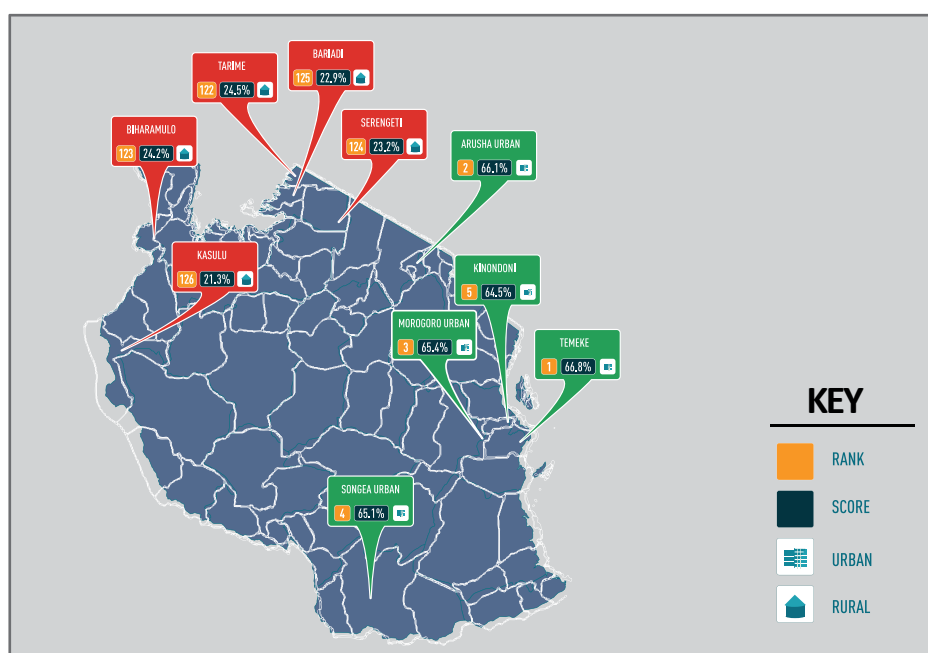 BARIADI
125 22.9%
TARIME
122 24.5%
SERENGETI
124 23.2%
BIHARAMULO
123 24.2%
ARUSHA URBAN
2 66.1%
KASULU
126 21.3%
KINONDONI
5 64.5%
MOROGORO URBAN
3 65.4%
TEMEKE
1 66.8%
SONGEA URBAN
4 65.1%
KEY
RANK
SCORE
URBAN
RURAL